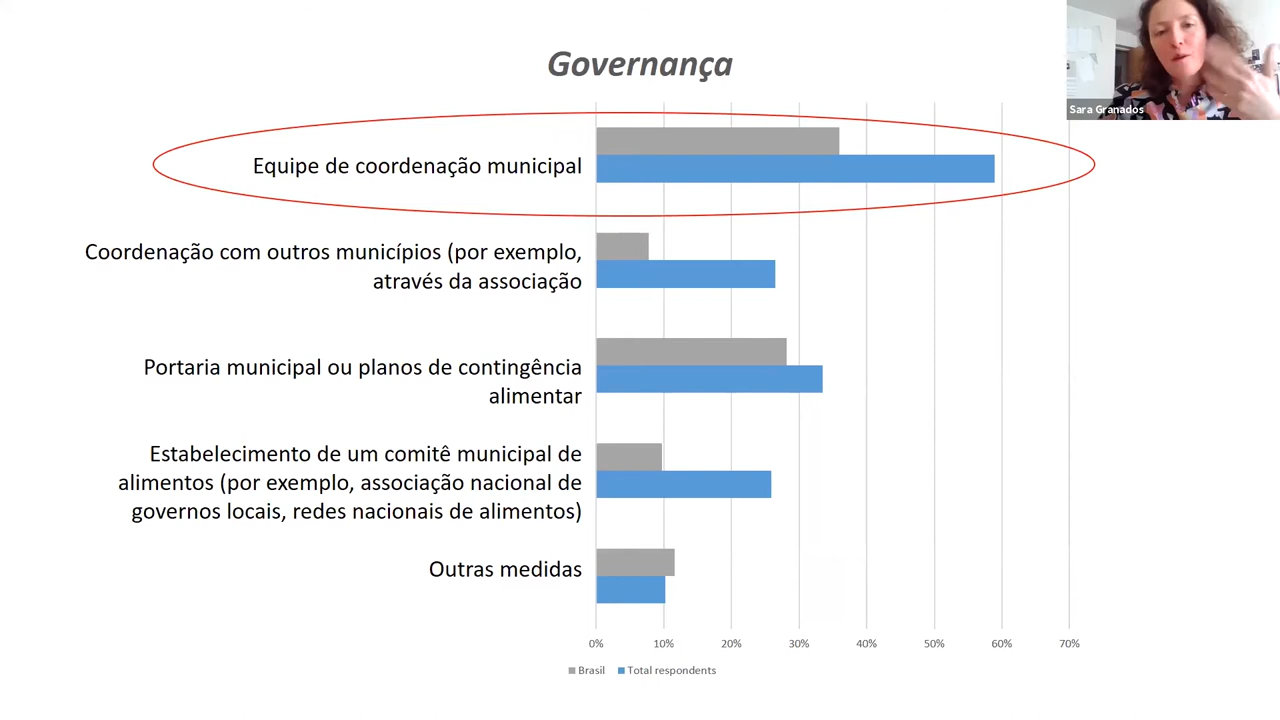 Governança
Sara Granados
Equipe de coordenação municipal
Coordenação com outros municípios (por exemplo,
através da associação
Portaria municipal ou planos de contingência
alimentar
Estabelecimento de um comitê municipal de
alimentos (por exemplo, associação nacional de
governos locais, redes nacionais de alimentos)
Outras medidas
0% 10% 20% 30% 40% 50% 60% 70%
Brasil Total respondents